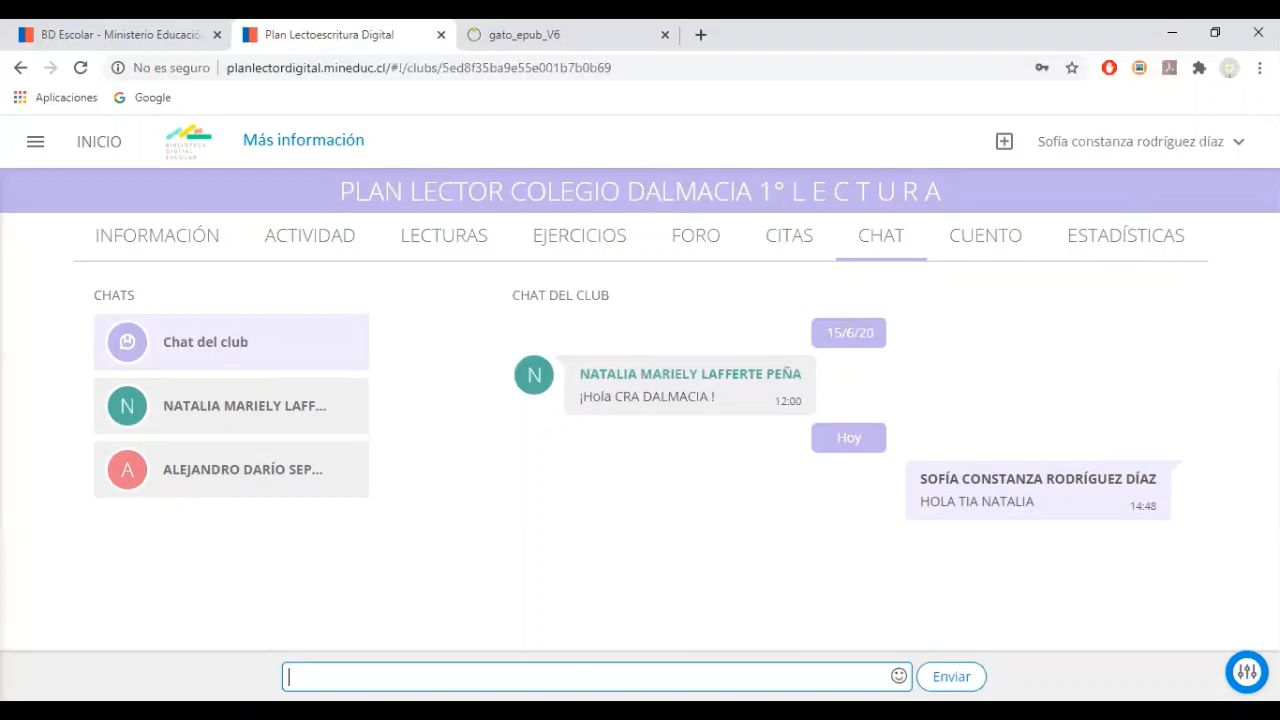 BD Escolar - Ministerio Educació
Plan Lectoescritura Digital
gato_epub_V6
No es seguro
planlectordigital.mineduc.cl/#!/clubs/5ed8f35ba9e55e001b7b0b69
Aplicaciones
Google
INICIO
BIBLIOTECA
DIGITAL
ESCOLAR
Más información
Sofía constanza rodríguez díaz
PLAN LECTOR COLEGIO DALMACIA 1° L E C T U R A
INFORMACIÓN
ACTIVIDAD
LECTURAS
EJERCICIOS
FORO
CITAS
CHAT
CUENTO
ESTADÍSTICAS
CHATS
Chat del club
N
NATALIA MARIELY LAFF...
A
ALEJANDRO DARÍO SEP...
CHAT DEL CLUB
15/6/20
N
NATALIA MARIELY LAFFERTE PEÑA
¡Hola CRA DALMACIA !
12:00
Hoy
SOFÍA CONSTANZA RODRÍGUEZ DÍAZ
HOLA TIA NATALIA
14:48
Enviar